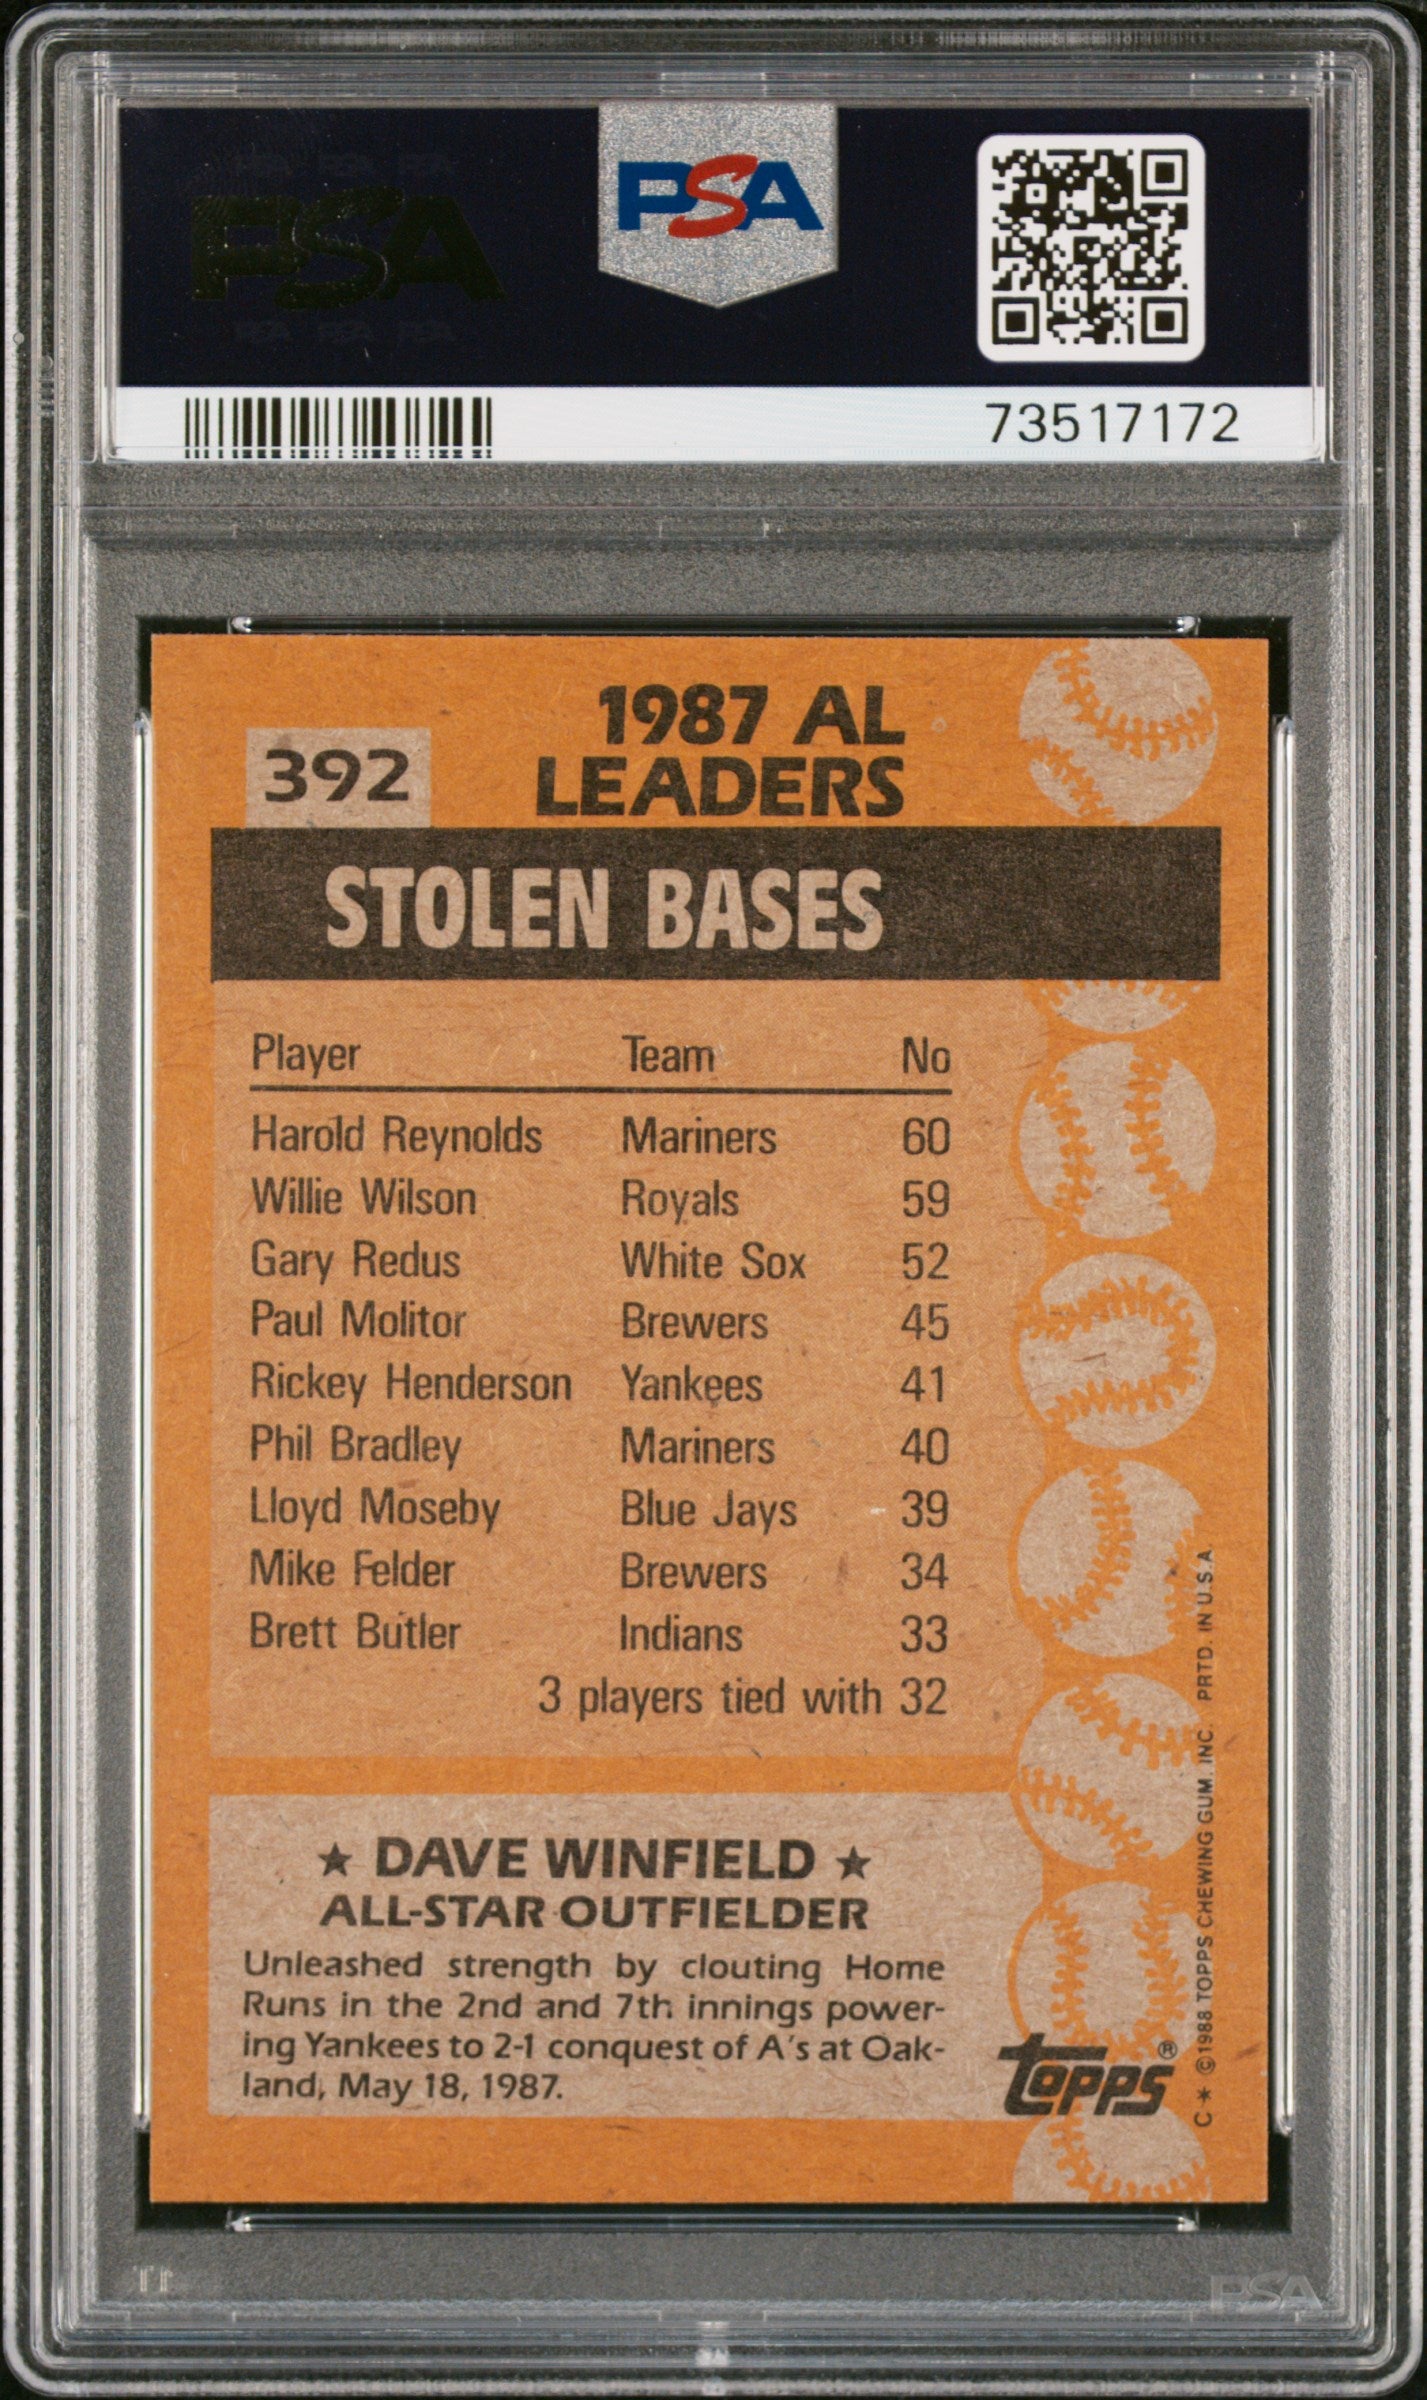 PSA
PSA
73517172
392
1987 AL
LEADERS
STOLEN BASES
Player Team No
Harold Reynolds Mariners 60
Willie Wilson Royals 59
Gary Redus White Sox 52
Paul Molitor Brewers 45
Rickey Henderson Yankees 41
Phil Bradley Mariners 40
Lloyd Moseby Blue Jays 39
Mike Felder Brewers 34
Brett Butler Indians 33
3 players tied with 32
★ DAVE WINFIELD ★
ALL-STAR OUTFIELDER
Unleashed strength by clouting Home
Runs in the 2nd and 7th innings power-
ing Yankees to 2-1 conquest of A's at Oak-
land, May 18, 1987.
topps®
C ★ ©1988 TOPPS CHEWING GUM, INC. PRTD. IN U.S.A.
PSA